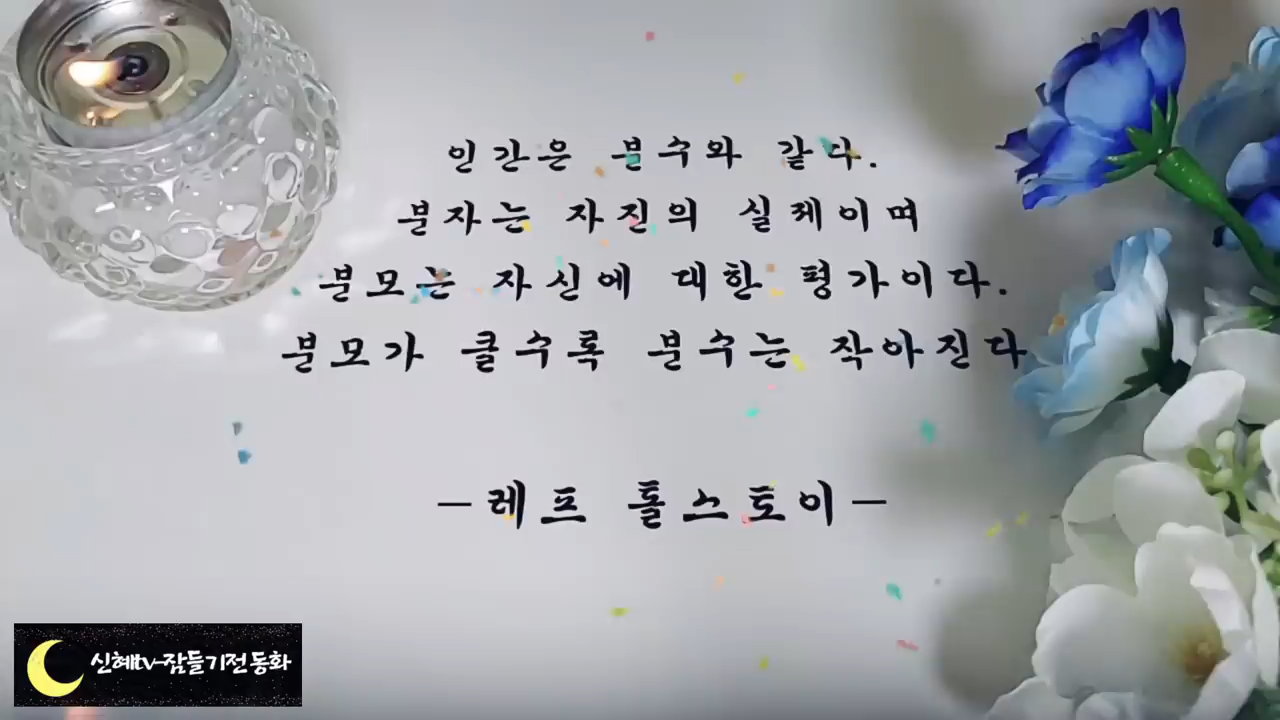 인간은 분수와 같다.
분자는 자진의 실케이며
분모는 자신에 대한 평가이다.
분모가 클수록 분수는 작아진다
-레프 톨스토이-
신혜tv-잠들기전동화